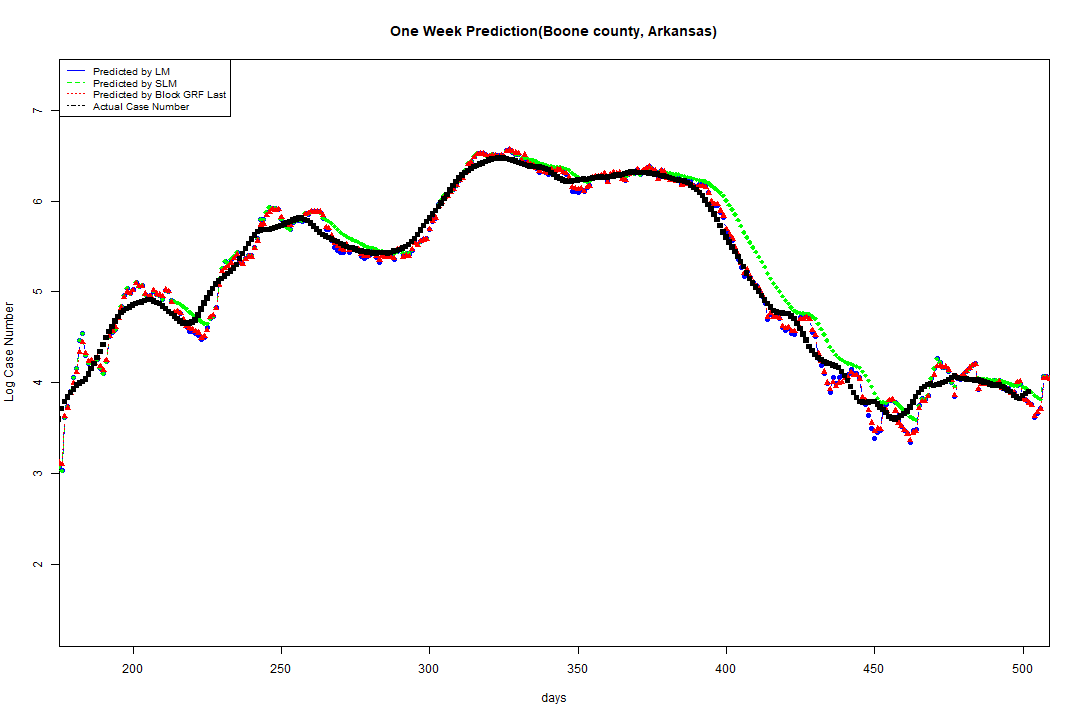 One Week Prediction(Boone county, Arkansas)
Predicted by LM
Predicted by SLM
Predicted by Block GRF Last
Actual Case Number
7
6
5
4
3
2
Log Case Number
200 250 300 350 400 450 500
days